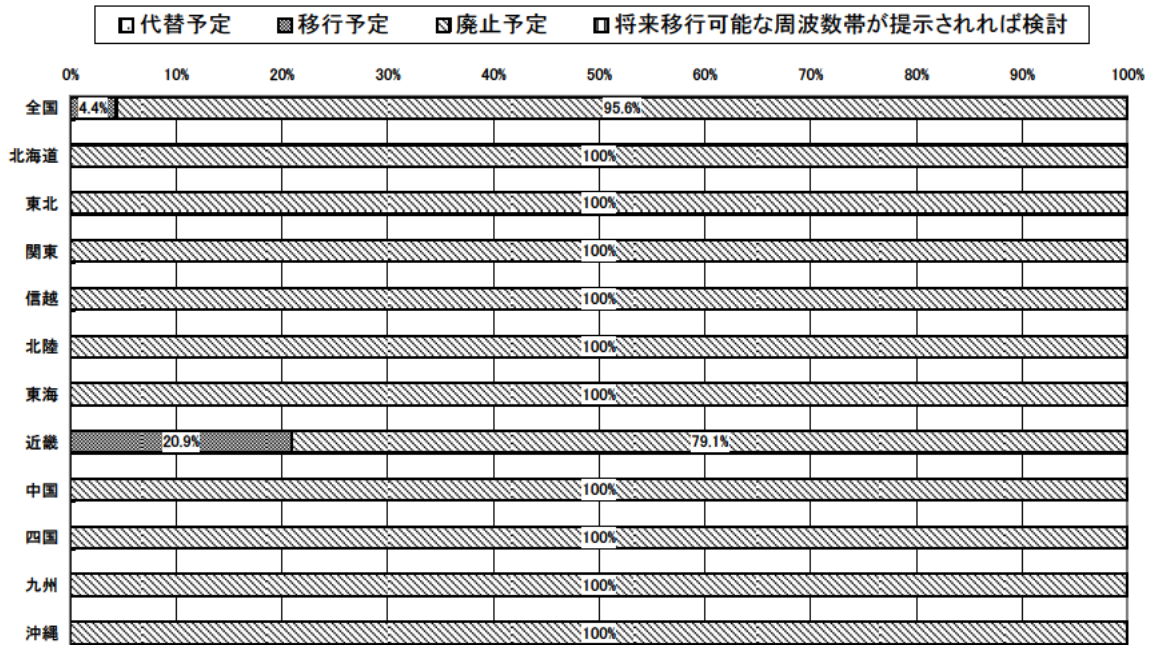 代替予定 移行予定 廃止予定 将来移行可能な周波数帯が提示されれば検討
0% 10% 20% 30% 40% 50% 60% 70% 80% 90% 100%
全国 4.4% 95.6%
北海道 100%
東北 100%
関東 100%
信越 100%
北陸 100%
東海 100%
近畿 20.9% 79.1%
中国 100%
四国 100%
九州 100%
沖縄 100%